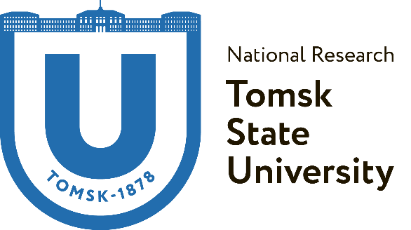 U
TOMSK-1878
National Research
Tomsk
State
University